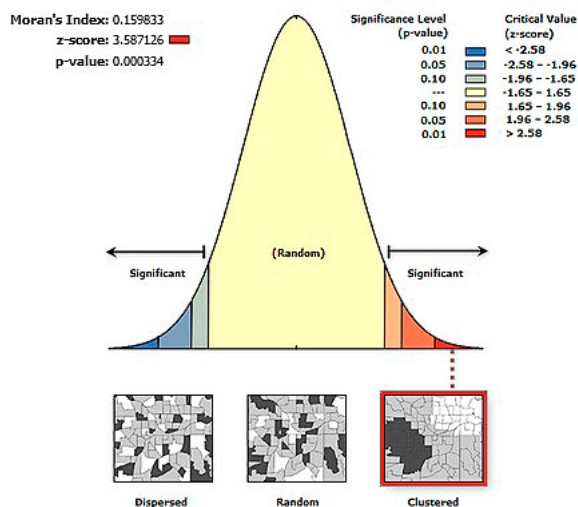 Moran's Index: 0.159833
z-score: 3.587126
p-value: 0.000334
Significance Level
(p-value)
Critical Value
(z-score)
0.01 < -2.58
0.05 -2.58 – -1.96
0.10 -1.96 – -1.65
--- -1.65 – 1.65
0.10 1.65 – 1.96
0.05 1.96 – 2.58
0.01 > 2.58
Significant
(Random)
Significant
Dispersed
Random
Clustered